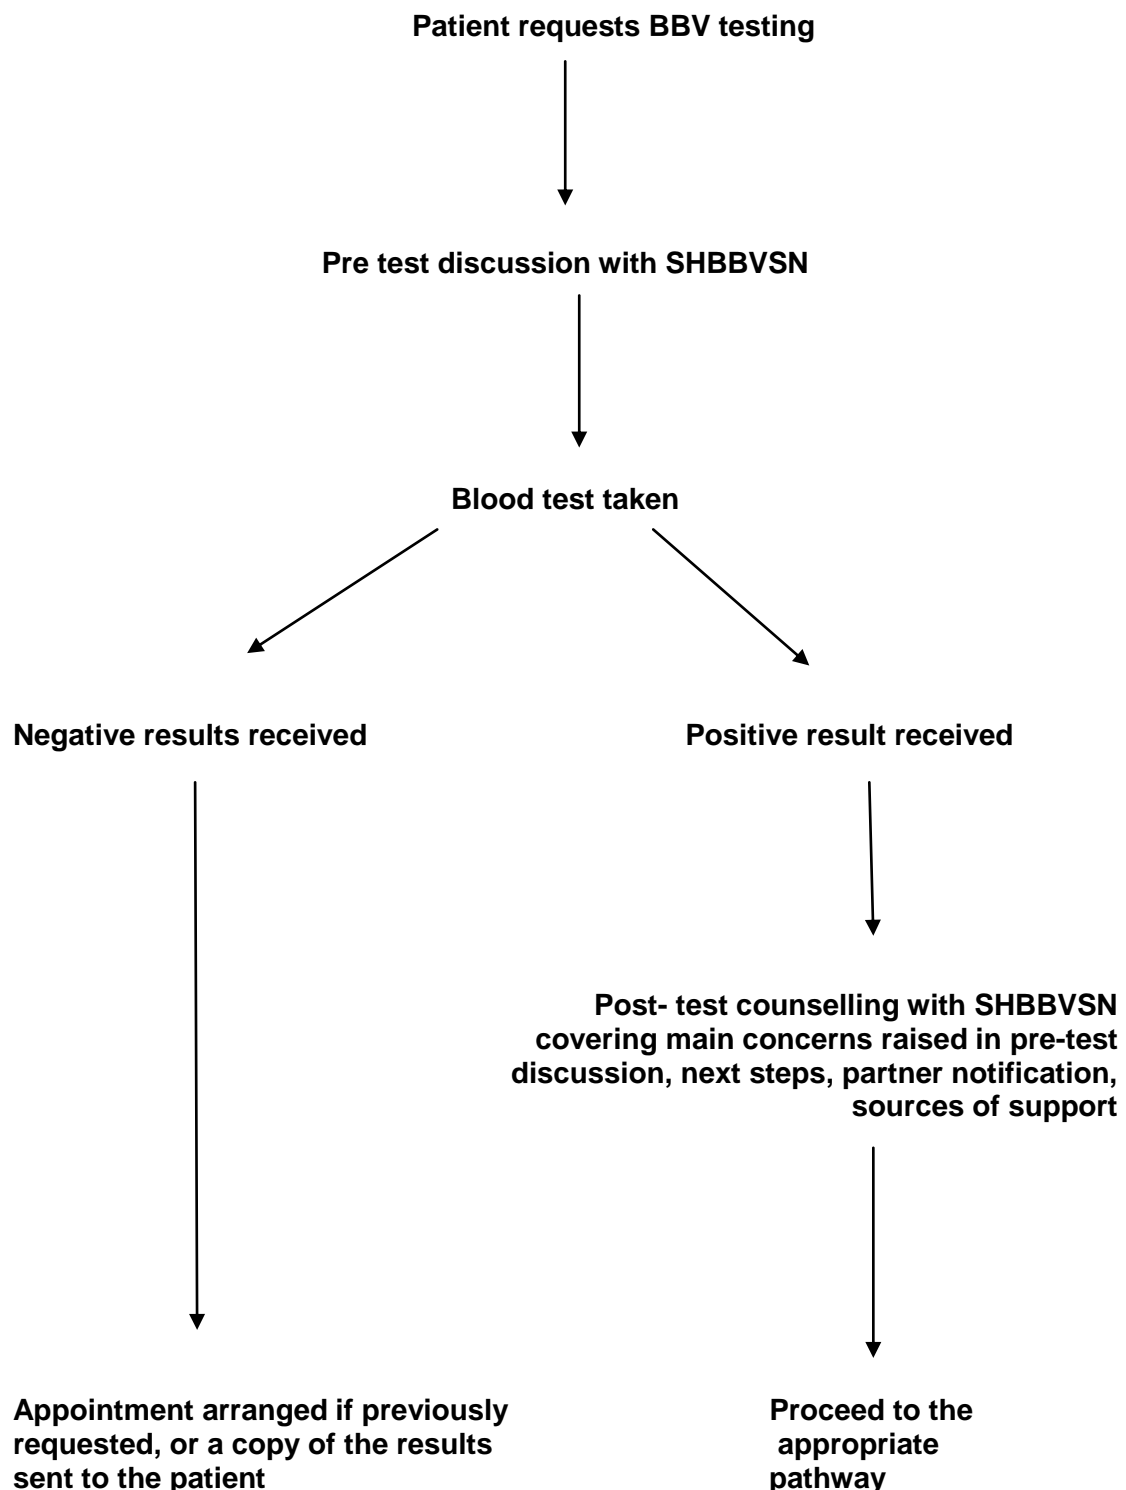 Patient requests BBV testing
Pre test discussion with SHBBVSN
Blood test taken
Negative results received
Positive result received
Post- test counselling with SHBBVSN
covering main concerns raised in pre-test
discussion, next steps, partner notification,
sources of support
Appointment arranged if previously
requested, or a copy of the results
sent to the patient
Proceed to the
appropriate
pathway